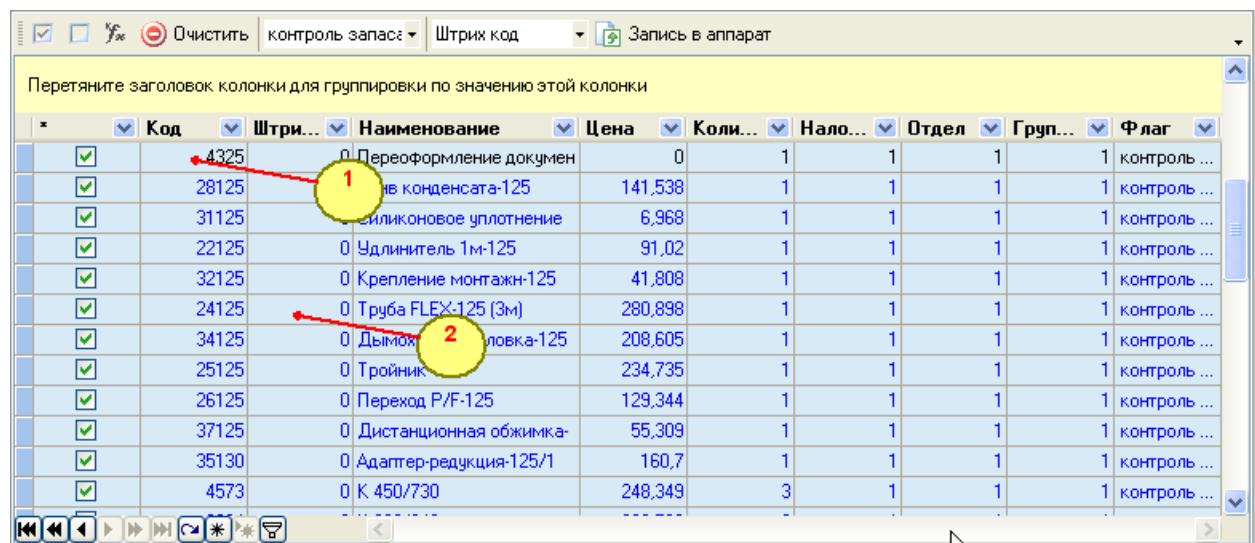 Очистить контроль запаса Штрих код Запись в аппарат
Перетяните заголовок колонки для группировки по значению этой колонки
* Код Штри... Наименование Цена Коли... Нало... Отдел Груп... Флаг
4325 0 Переоформление докумен 0 1 1 1 1 контроль ...
28125 конденсата-125 141,538 1 1 1 1 контроль ...
31125 0 Силиконовое уплотнение 6,968 1 1 1 1 контроль ...
22125 0 Удлинитель 1м-125 91,02 1 1 1 1 контроль ...
32125 0 Крепление монтажн-125 41,808 1 1 1 1 контроль ...
24125 0 Труба FLEX-125 (3м) 280,898 1 1 1 1 контроль ...
34125 0 208,605 1 1 1 1 контроль ...
25125 0 Тройник 234,735 1 1 1 1 контроль ...
26125 0 Переход P/F-125 129,344 1 1 1 1 контроль ...
37125 0 Дистанционная обжимка- 55,309 1 1 1 1 контроль ...
35130 0 Адаптер-редукция-125/1 160,7 1 1 1 1 контроль ...
4573 0 К 450/730 248,349 3 1 1 1 контроль ...
1
2